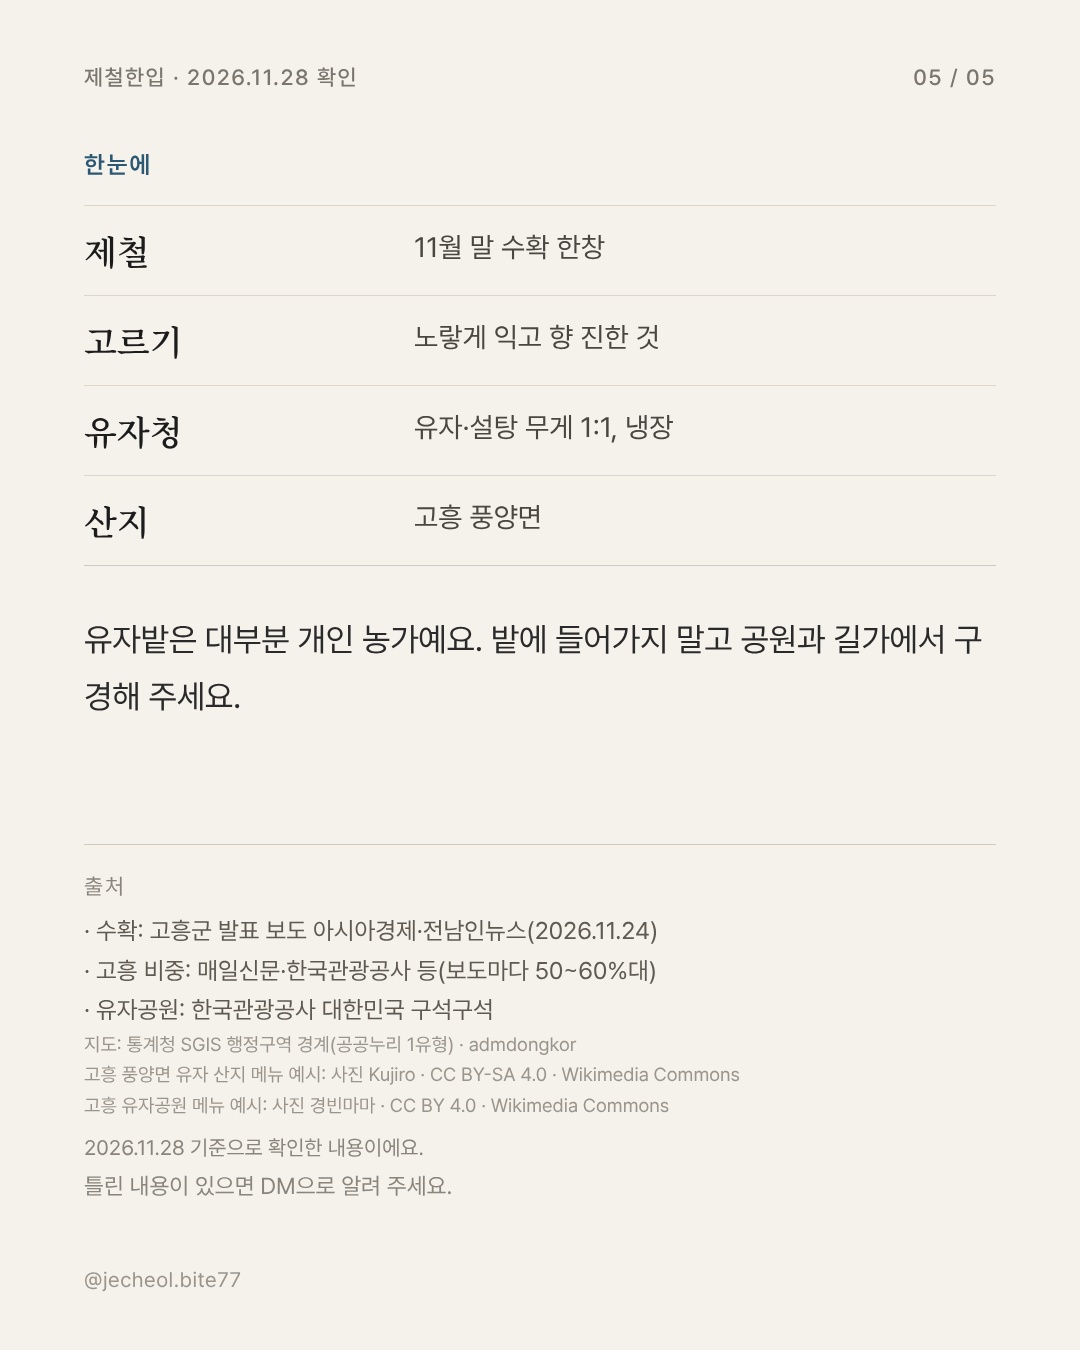 제철한입 · 2026.11.28 확인
05 / 05
한눈에
제철 11월 말 수확 한창
고르기 노랗게 익고 향 진한 것
유자청 유자·설탕 무게 1:1, 냉장
산지 고흥 풍양면
유자밭은 대부분 개인 농가예요. 밭에 들어가지 말고 공원과 길가에서 구
경해 주세요.
출처
· 수확: 고흥군 발표 보도 아시아경제·전남인뉴스(2026.11.24)
· 고흥 비중: 매일신문·한국관광공사 등(보도마다 50~60%대)
· 유자공원: 한국관광공사 대한민국 구석구석
지도: 통계청 SGIS 행정구역 경계(공공누리 1유형) · admdongkor
고흥 풍양면 유자 산지 메뉴 예시: 사진 Kujiro · CC BY-SA 4.0 · Wikimedia Commons
고흥 유자공원 메뉴 예시: 사진 경빈마마 · CC BY 4.0 · Wikimedia Commons
2026.11.28 기준으로 확인한 내용이에요.
틀린 내용이 있으면 DM으로 알려 주세요.
@jecheol.bite77